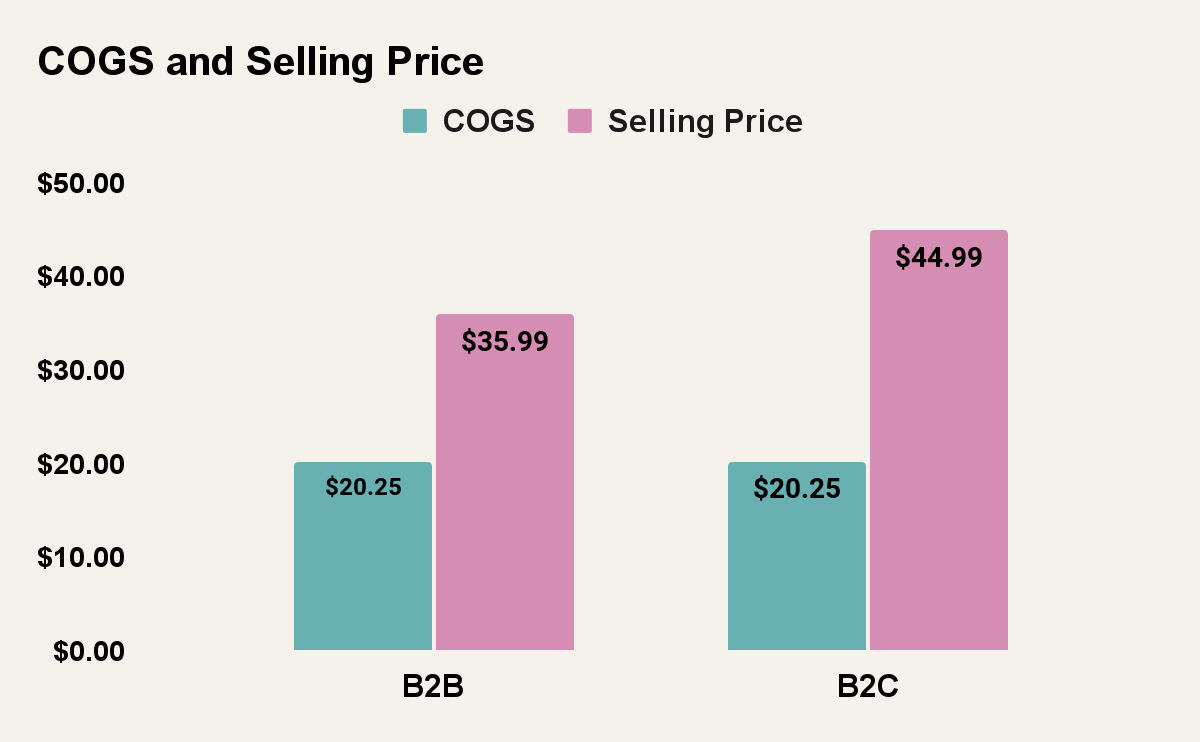 COGS and Selling Price
COGS Selling Price
$50.00
$40.00
$30.00
$20.00
$10.00
$0.00
$20.25
$35.99
$20.25
$44.99
B2B
B2C